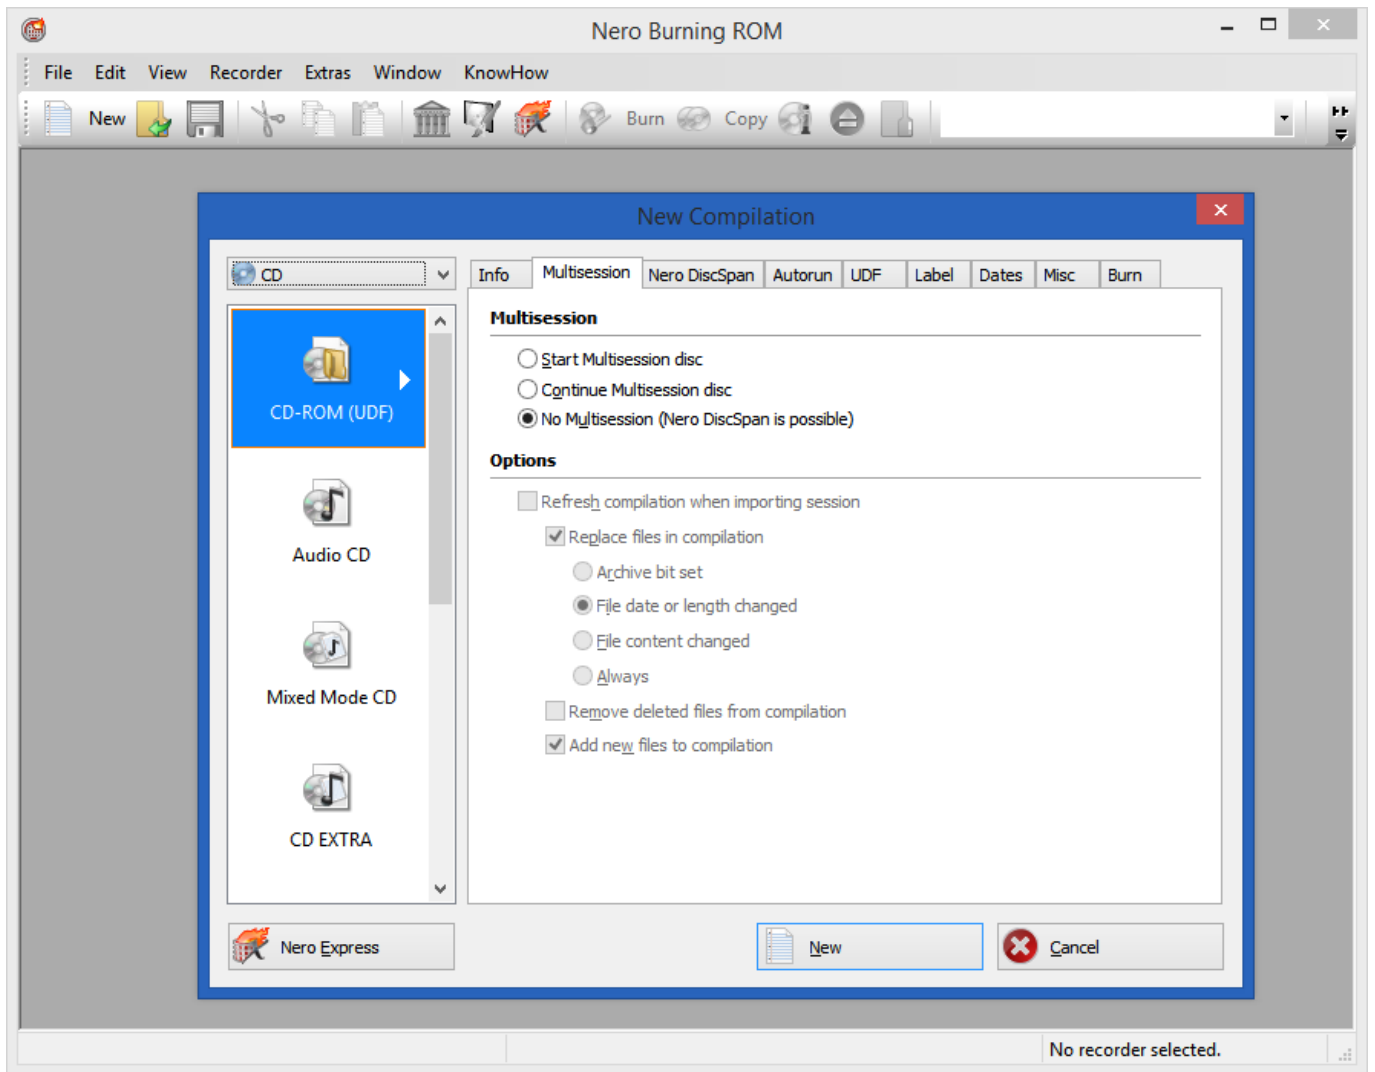 Nero Burning ROM
File Edit View Recorder Extras Window KnowHow
New Burn Copy
New Compilation
CD
Info Multisession Nero DiscSpan Autorun UDF Label Dates Misc Burn
CD-ROM (UDF)
Audio CD
Mixed Mode CD
CD EXTRA
Multisession
Start Multisession disc
Continue Multisession disc
No Multisession (Nero DiscSpan is possible)
Options
Refresh compilation when importing session
Replace files in compilation
Archive bit set
File date or length changed
File content changed
Always
Remove deleted files from compilation
Add new files to compilation
Nero Express
New
Cancel
No recorder selected.